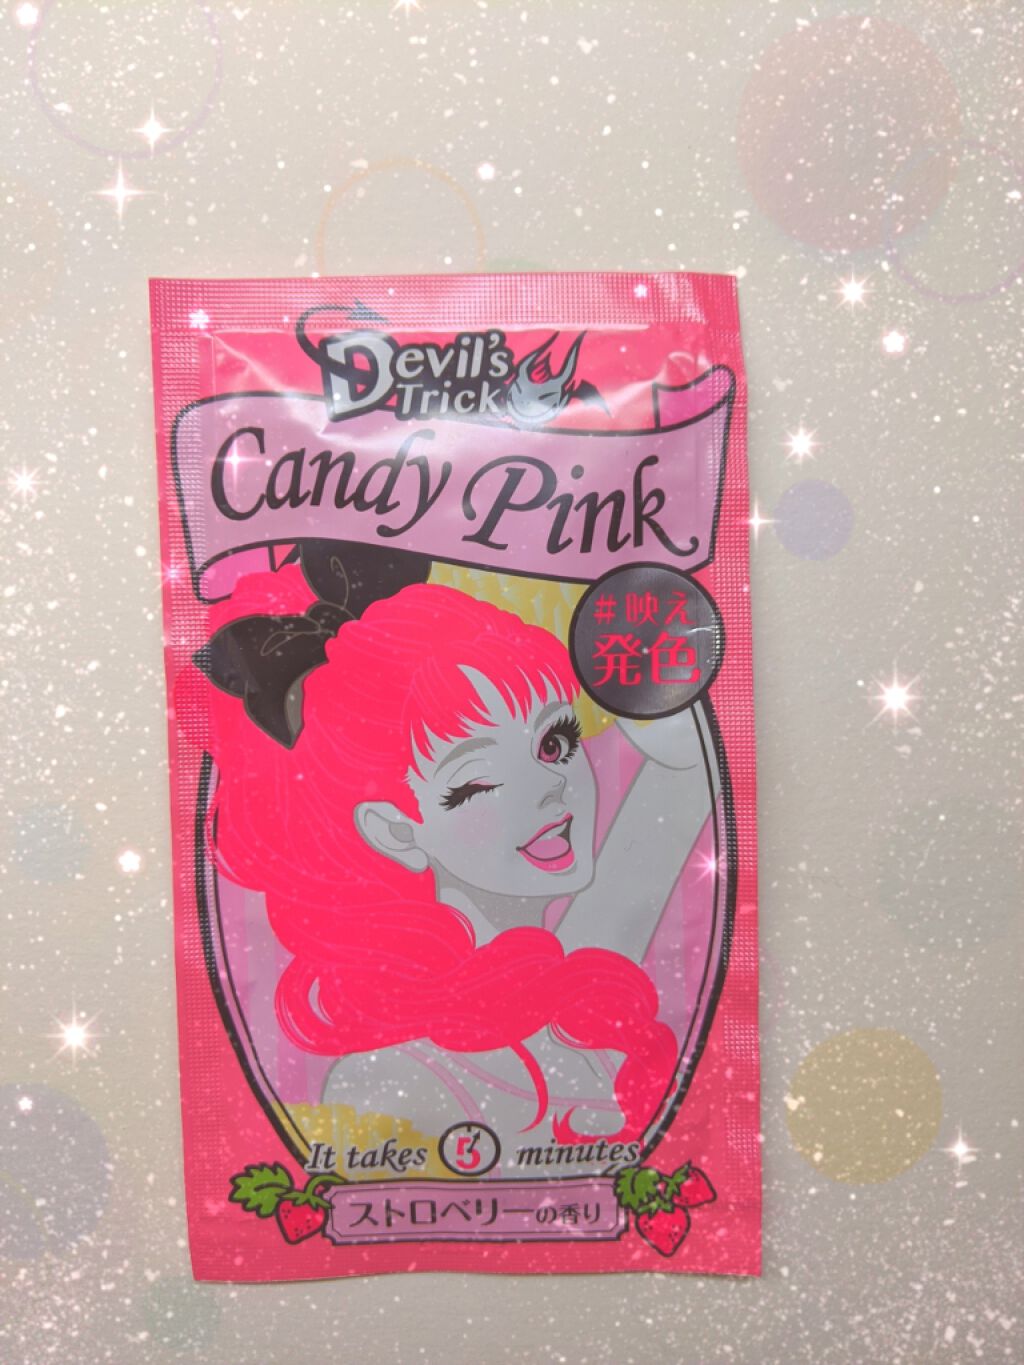 Devil's
Trick
Candy Pink
#映え
発色
It takes 5 minutes
ストロベリーの香り